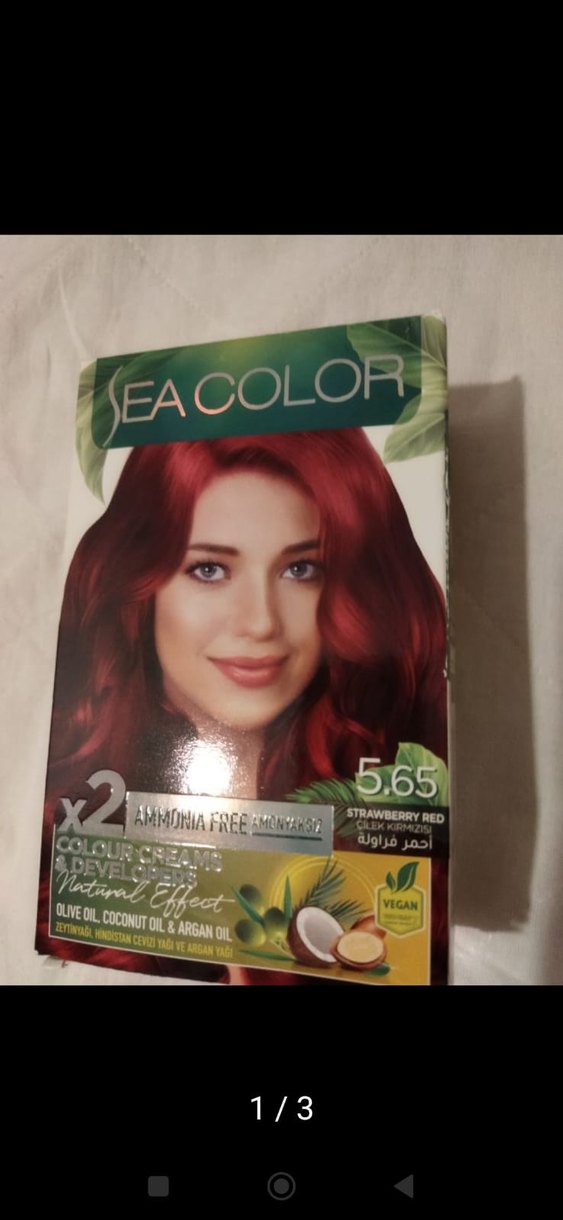 SEA COLOR
5.65
STRAWBERRY RED
ÇİLEK KIRMIZISI
أحمر فراولة
x2
AMMONIA FREE AMONYAKSIZ
COLOUR CREAMS
& DEVELOPERS
Natural Effect
OLIVE OIL, COCONUT OIL & ARGAN OIL
ZEYTİNYAĞI, HİNDİSTAN CEVİZİ YAĞI VE ARGAN YAĞI
VEGAN
1 / 3